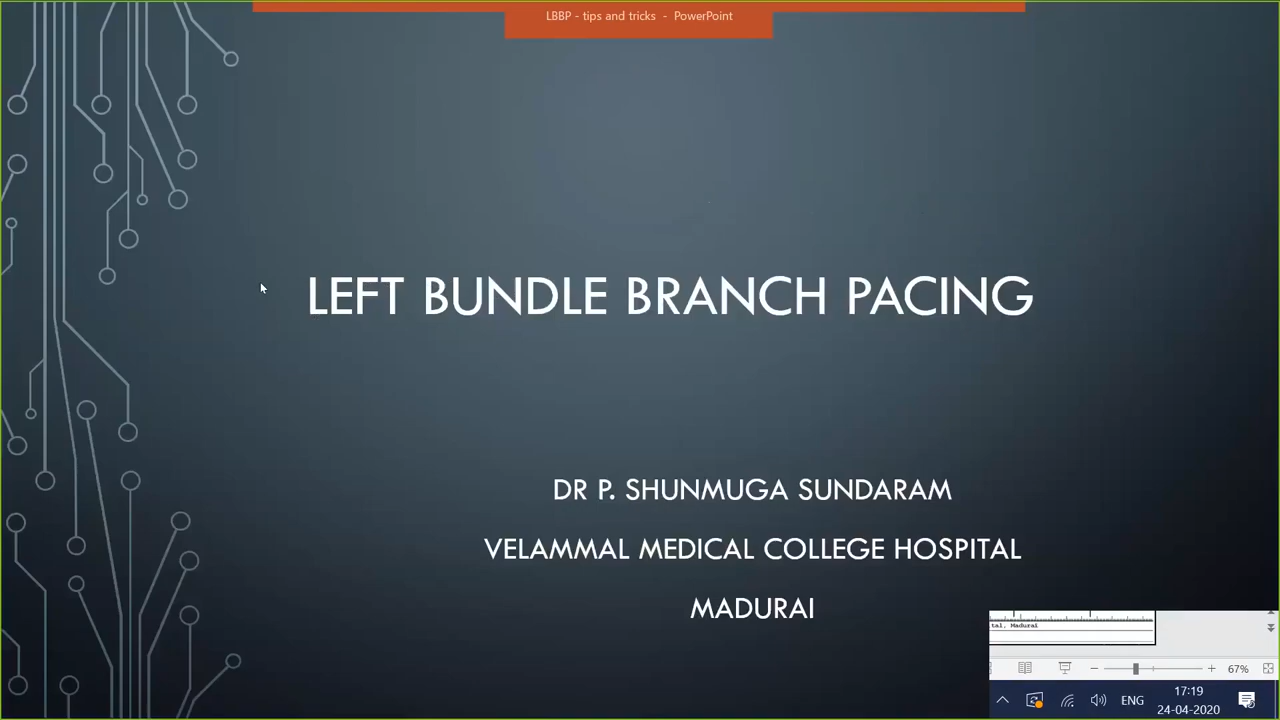 LBBP - tips and tricks - PowerPoint
LEFT BUNDLE BRANCH PACING
DR P. SHUNMUGA SUNDARAM
VELAMMAL MEDICAL COLLEGE HOSPITAL
MADURAI
tal, Madurai
67%
ENG
17:19
24-04-2020